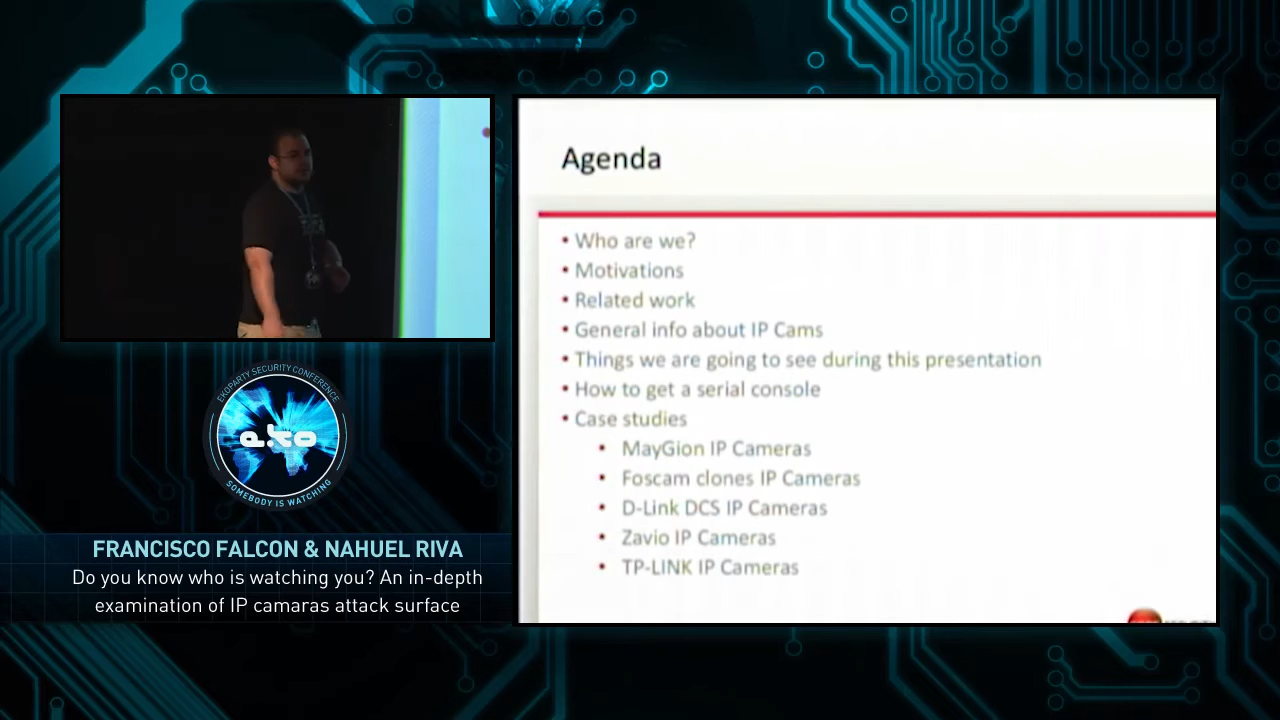 Agenda
• Who are we?
• Motivations
• Related work
• General info about IP Cams
• Things we are going to see during this presentation
• How to get a serial console
• Case studies
• MayGion IP Cameras
• Foscam clones IP Cameras
• D-Link DCS IP Cameras
• Zavio IP Cameras
• TP-LINK IP Cameras
EKOPARTY SECURITY CONFERENCE
eko
SOMEBODY IS WATCHING
FRANCISCO FALCON & NAHUEL RIVA
Do you know who is watching you? An in-depth
examination of IP camaras attack surface